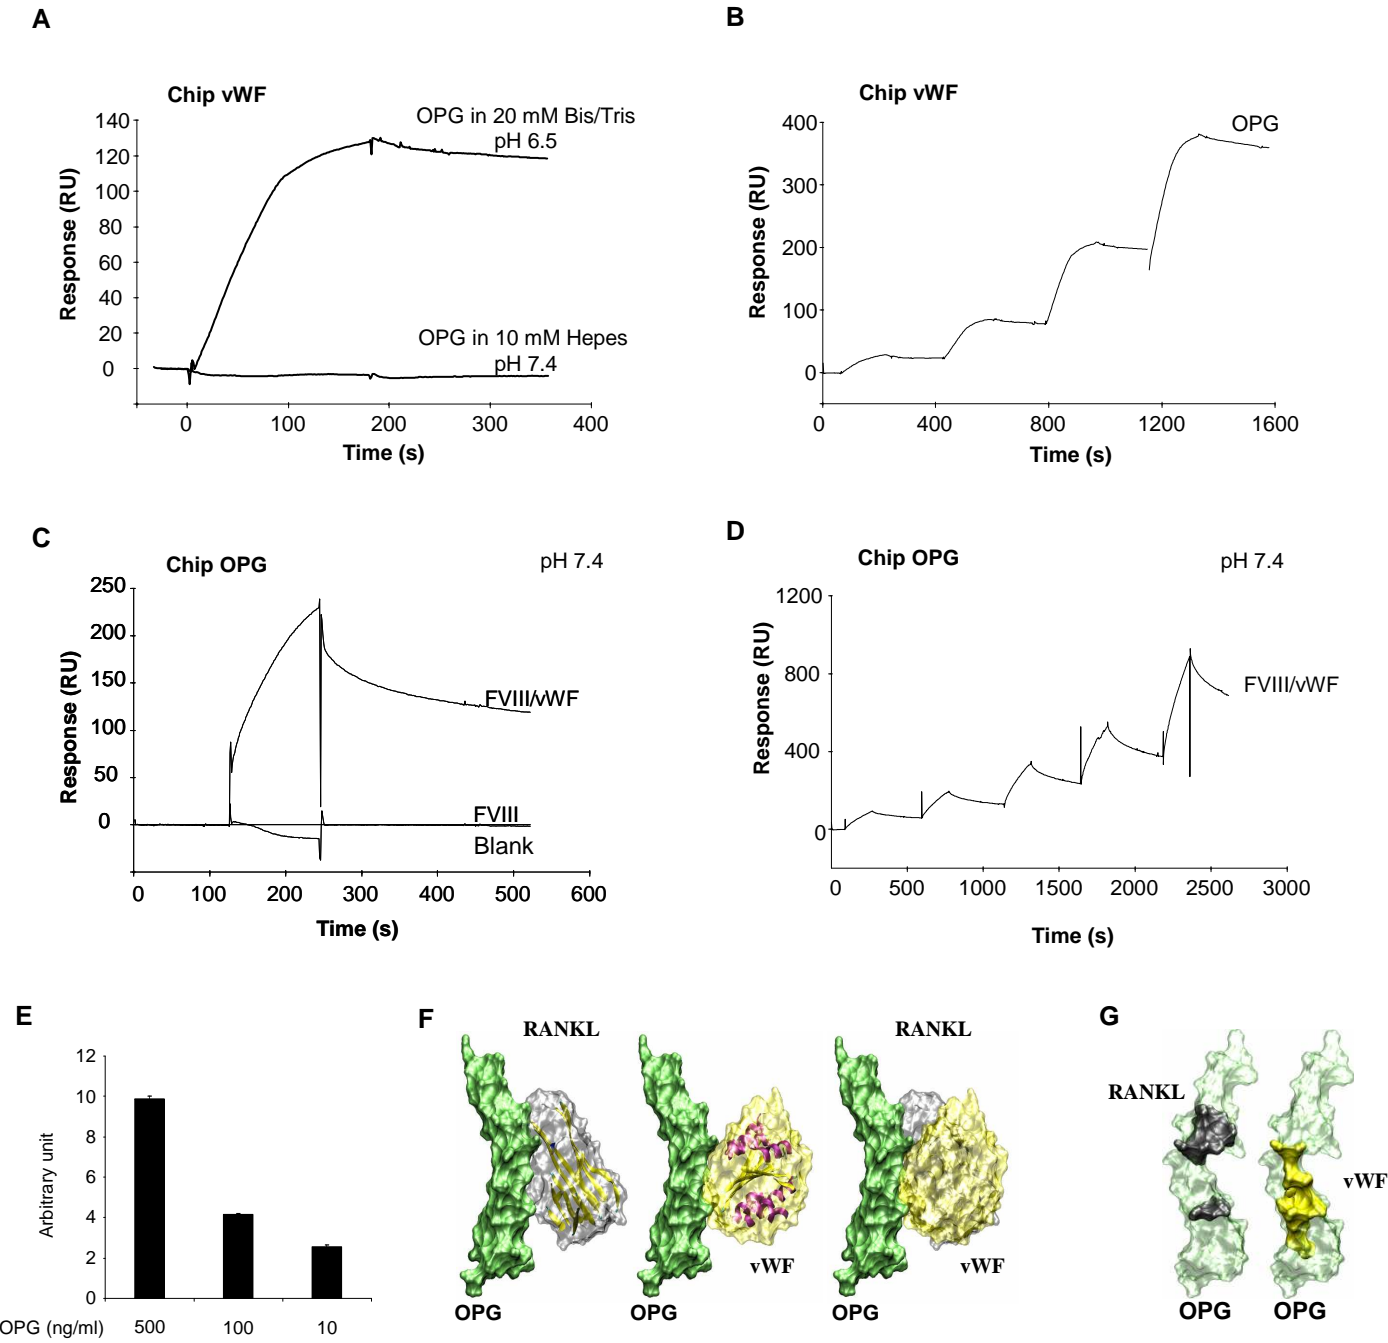 A
Chip vWF
OPG in 20 mM Bis/Tris
pH 6.5
OPG in 10 mM Hepes
pH 7.4
Response (RU)
140
120
100
80
60
40
20
0
0 100 200 300 400
Time (s)
B
Chip vWF
OPG
Response (RU)
400
300
200
100
0
0 400 800 1200 1600
Time (s)
C
Chip OPG
pH 7.4
Response (RU)
250
200
150
100
50
0
FVIII/vWF
FVIII
Blank
0 100 200 300 400 500 600
Time (s)
D
Chip OPG
pH 7.4
Response (RU)
1200
800
400
0
FVIII/vWF
0 500 1000 1500 2000 2500 3000
Time (s)
E
Arbitrary unit
12
10
8
6
4
2
0
OPG (ng/ml) 500 100 10
F
RANKL
RANKL
vWF
vWF
OPG
OPG
OPG
G
RANKL
vWF
OPG
OPG